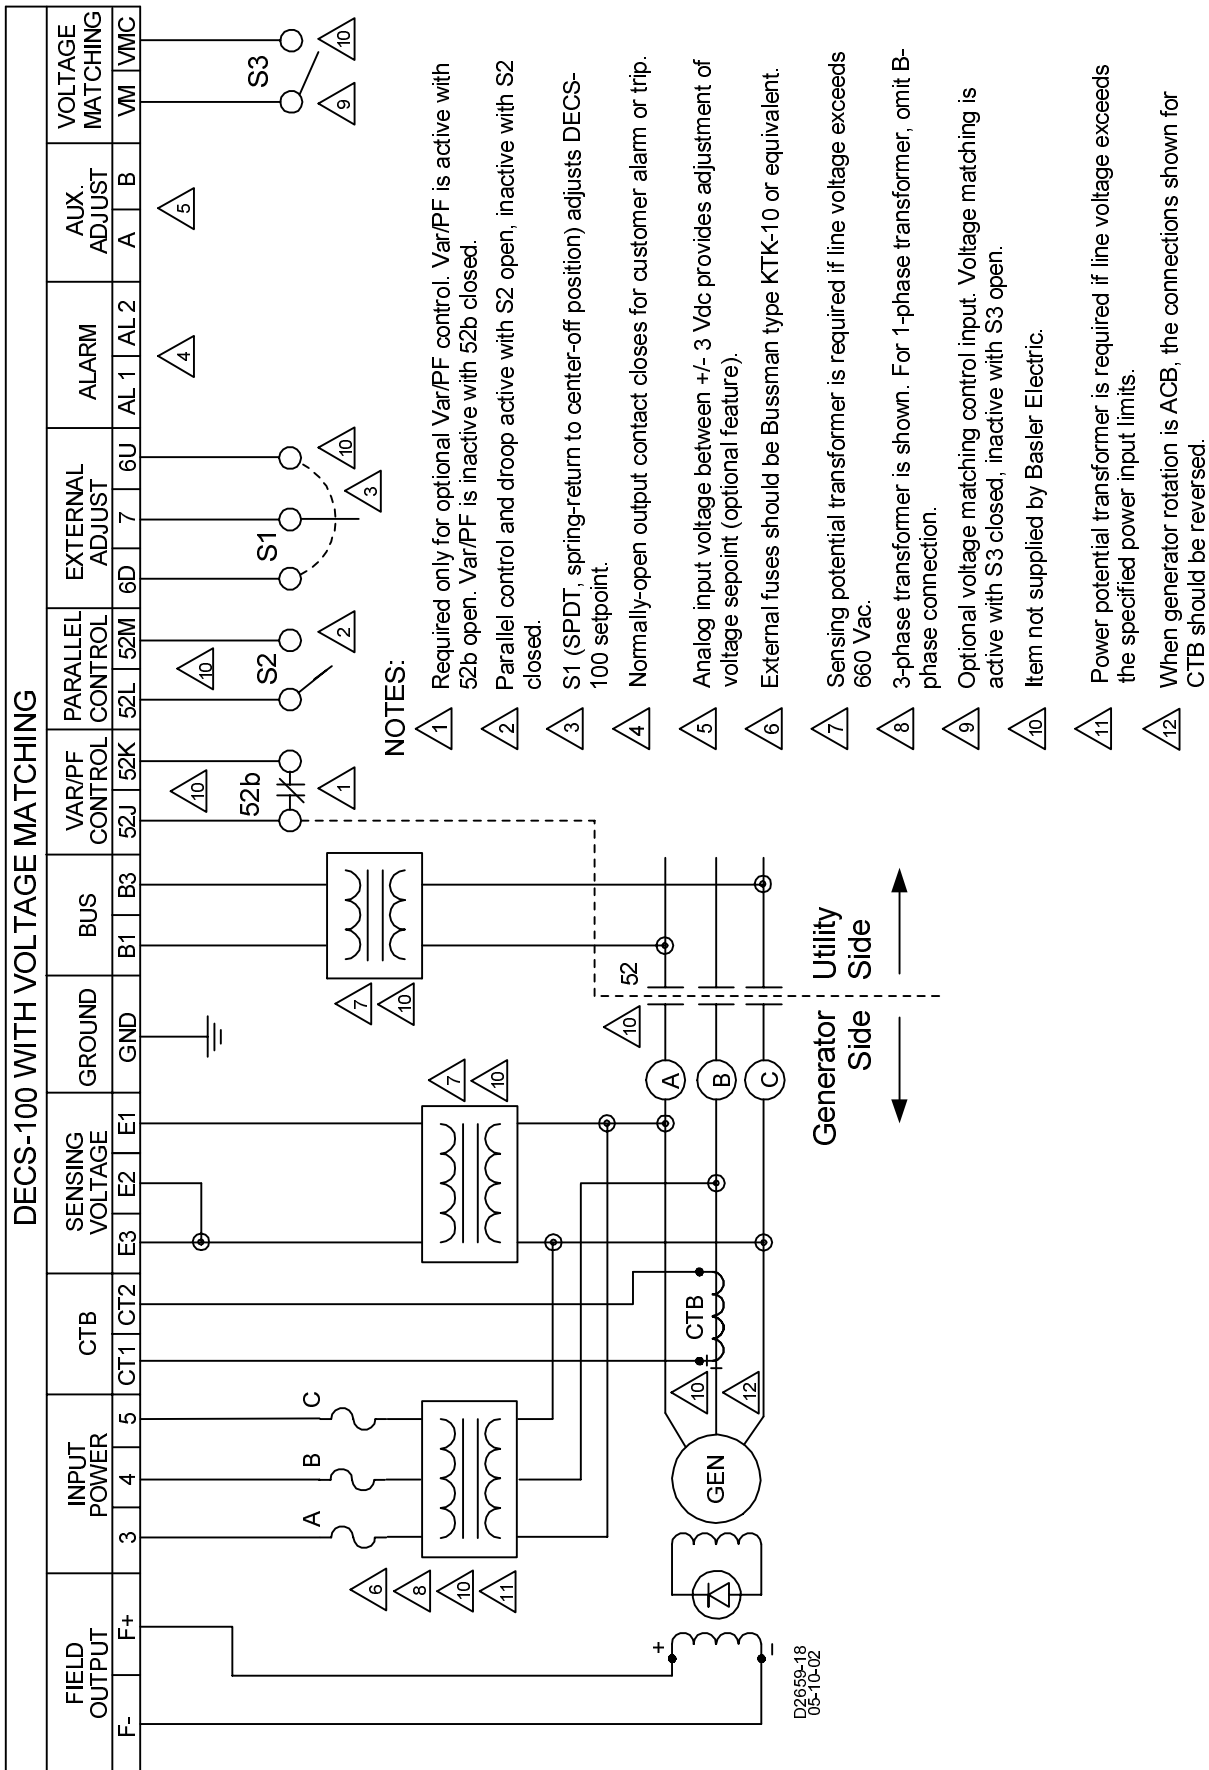 DECS-100 WITH VOLTAGE MATCHING
FIELD
OUTPUT
INPUT
POWER
CTB
SENSING
VOLTAGE
GROUND
BUS
VAR/PF
CONTROL
PARALLEL
CONTROL
EXTERNAL
ADJUST
ALARM
AUX.
ADJUST
VOLTAGE
MATCHING
F- F+ 3 4 5 CT1 CT2 E3 E2 E1 GND B1 B3 52J 52K 52L 52M 6D 7 6U AL 1 AL 2 A B VM VMC
5
4
10
10
52b
S2
S1
S3
1
2
3
10
9
10
A
B
C
6
8
10
11
7
10
7
10
+
-
GEN
10
12
CTB
+
A
B
C
10
52
Generator
Side
Utility
Side
D2659-18
05-10-02
NOTES:
1 Required only for optional Var/PF control. Var/PF is active with
52b open. Var/PF is inactive with 52b closed.
2 Parallel control and droop active with S2 open, inactive with S2
closed.
3 S1 (SPDT, spring-return to center-off position) adjusts DECS-
100 setpoint.
4 Normally-open output contact closes for customer alarm or trip.
5 Analog input voltage between +/- 3 Vdc provides adjustment of
voltage sepoint (optional feature).
6 External fuses should be Bussman type KTK-10 or equivalent.
7 Sensing potential transformer is required if line voltage exceeds
660 Vac.
8 3-phase transformer is shown. For 1-phase transformer, omit B-
phase connection.
9 Optional voltage matching control input. Voltage matching is
active with S3 closed, inactive with S3 open.
10 Item not supplied by Basler Electric.
11 Power potential transformer is required if line voltage exceeds
the specified power input limits.
12 When generator rotation is ACB, the connections shown for
CTB should be reversed.